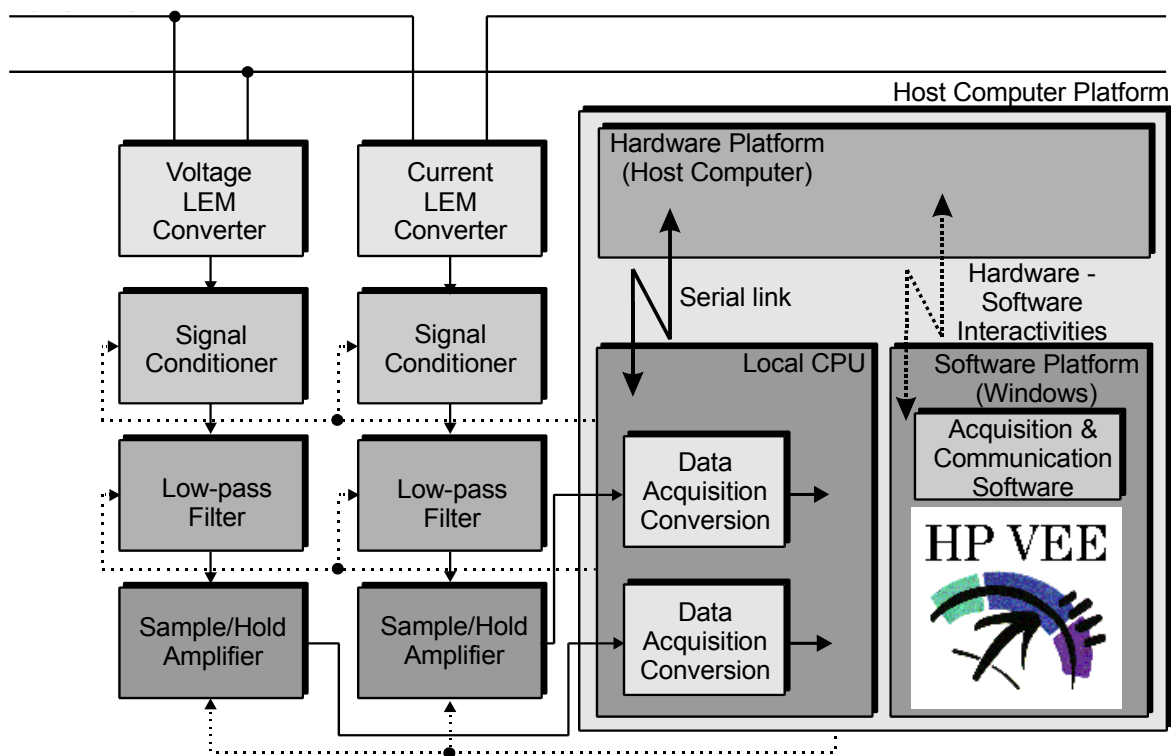 Host Computer Platform
Hardware Platform
(Host Computer)
Voltage
LEM
Converter
Current
LEM
Converter
Serial link
Hardware -
Software
Interactivities
Signal
Conditioner
Signal
Conditioner
Local CPU
Software Platform
(Windows)
Acquisition &
Communication
Software
Low-pass
Filter
Low-pass
Filter
Data
Acquisition
Conversion
HP VEE
Sample/Hold
Amplifier
Sample/Hold
Amplifier
Data
Acquisition
Conversion